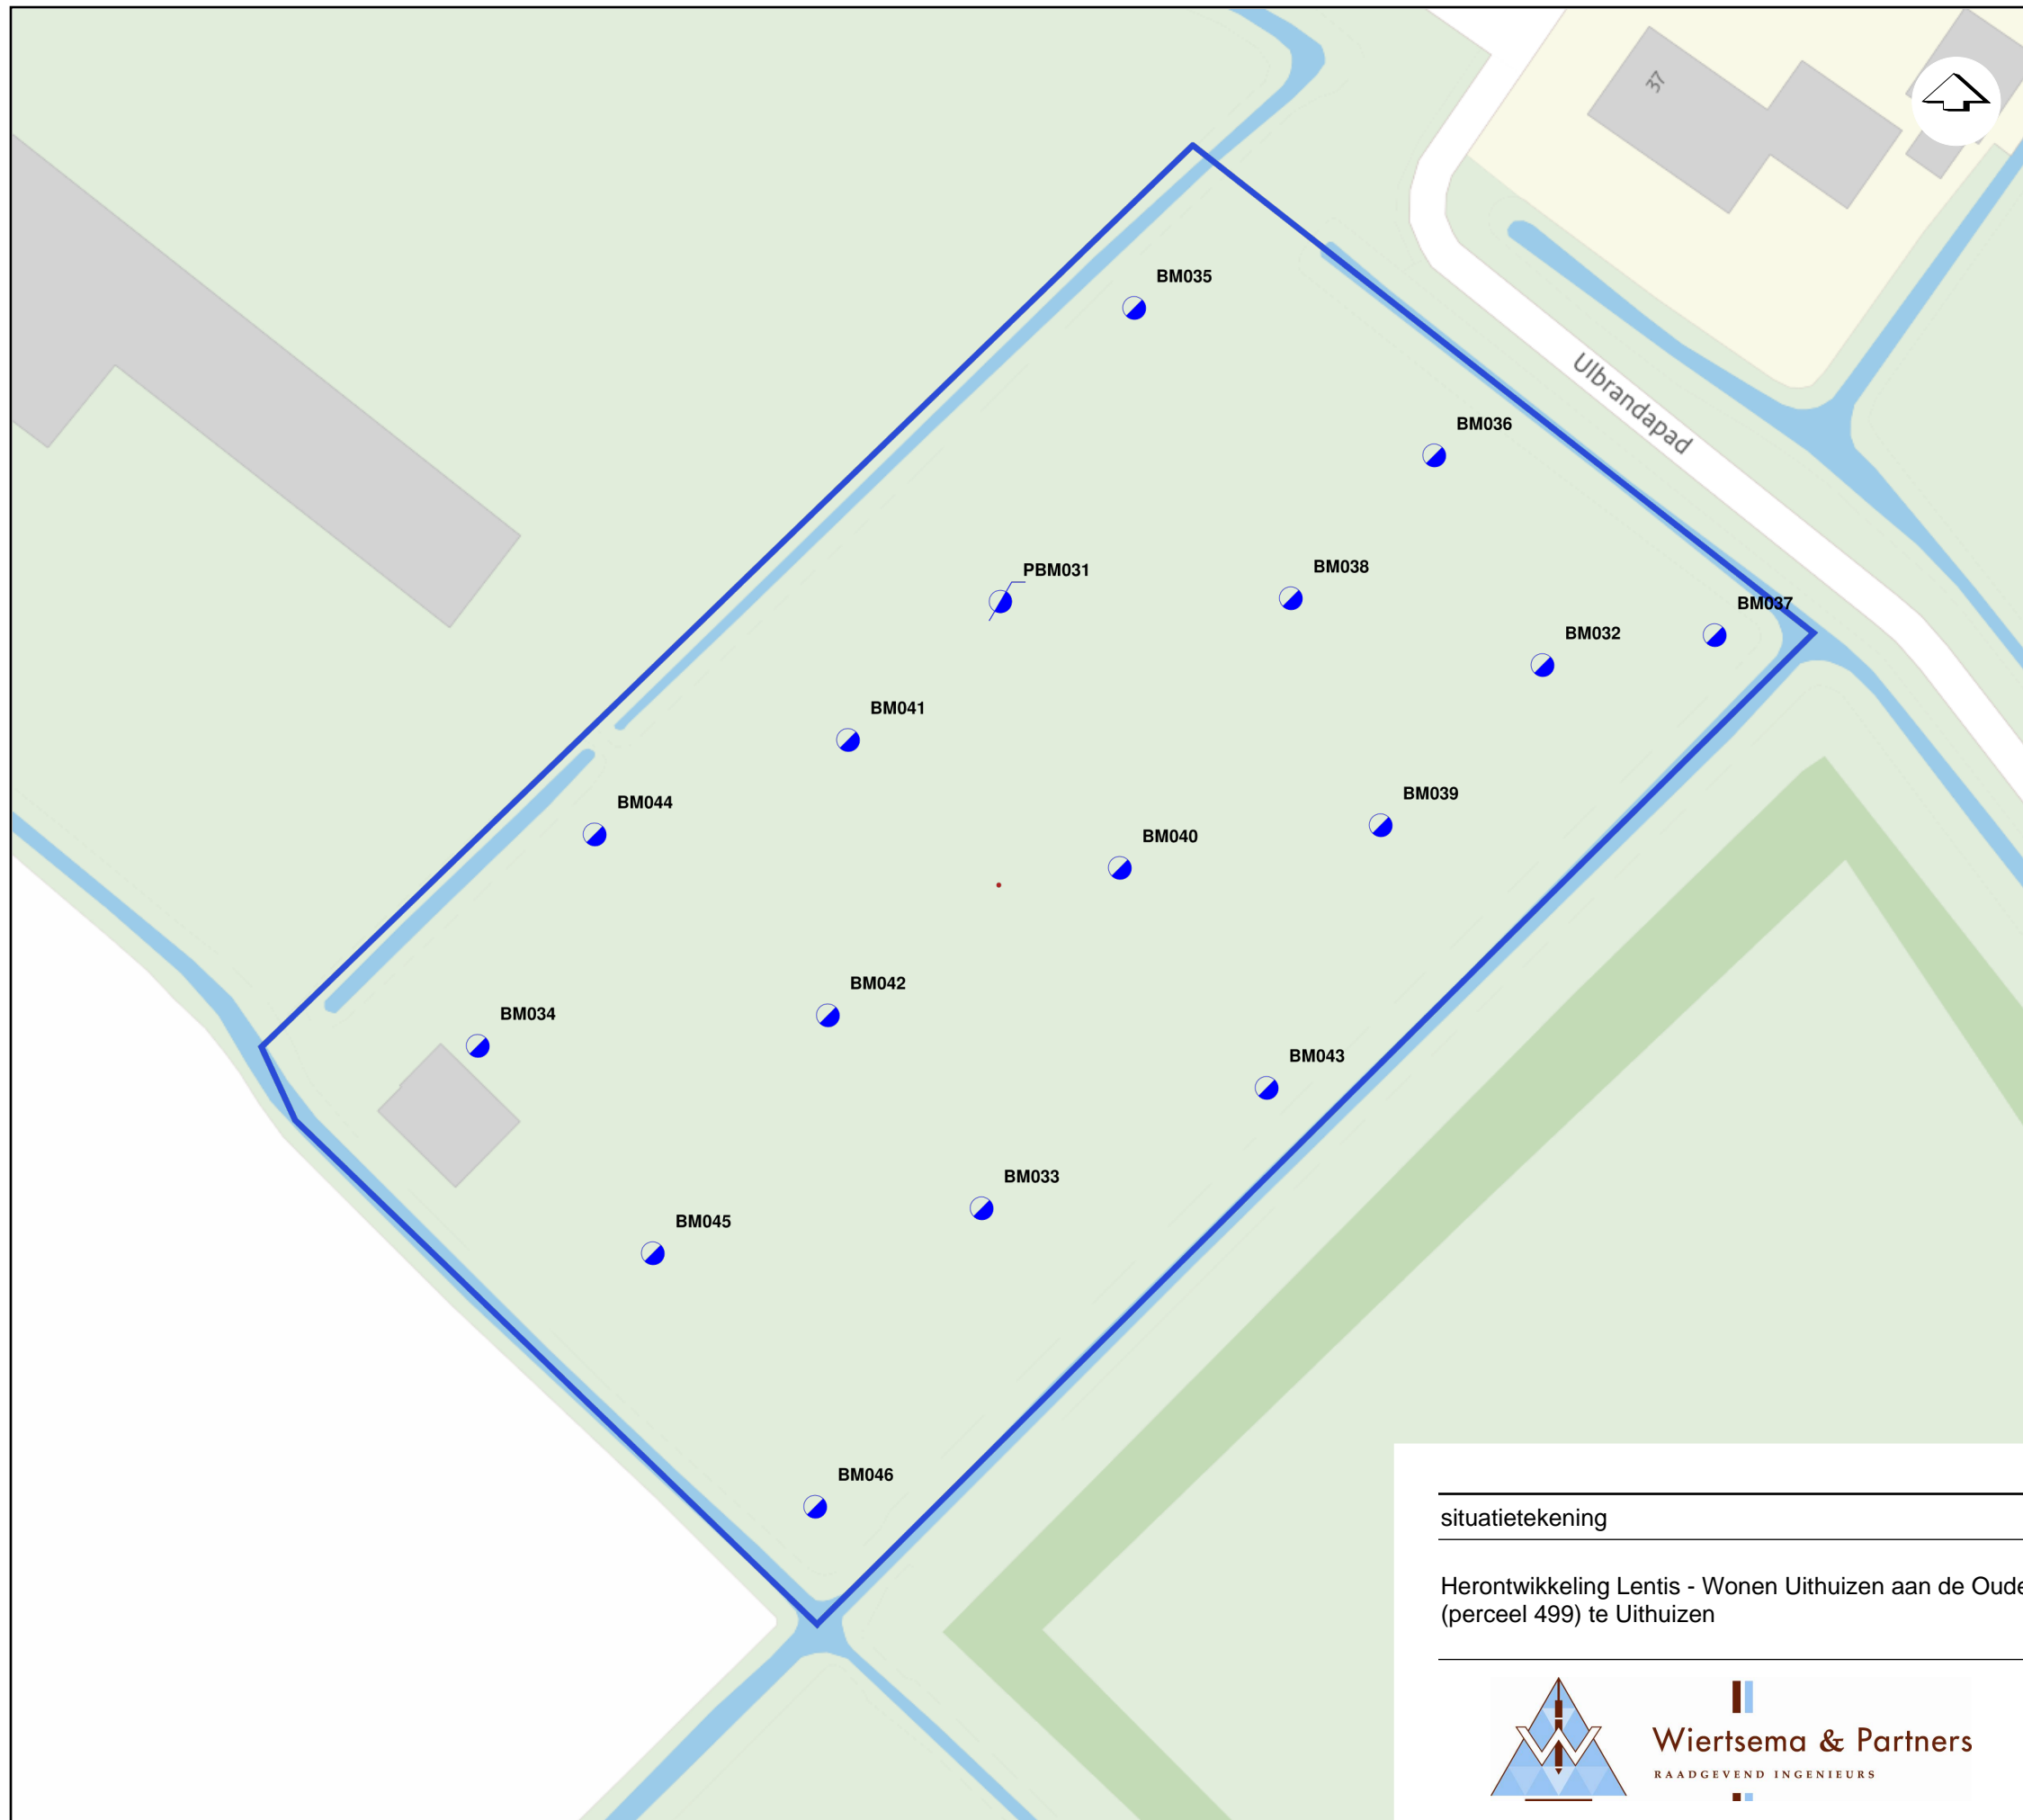 37
BM035
BM036
Ulbrandapad
PBM031
BM038
BM037
BM032
BM041
BM044
BM039
BM040
BM042
BM034
BM043
BM033
BM045
BM046
situatietekening
Herontwikkeling Lentis - Wonen Uithuizen aan de Oude
(perceel 499) te Uithuizen
Wiertsema & Partners
RAADGEVEND INGENIEURS